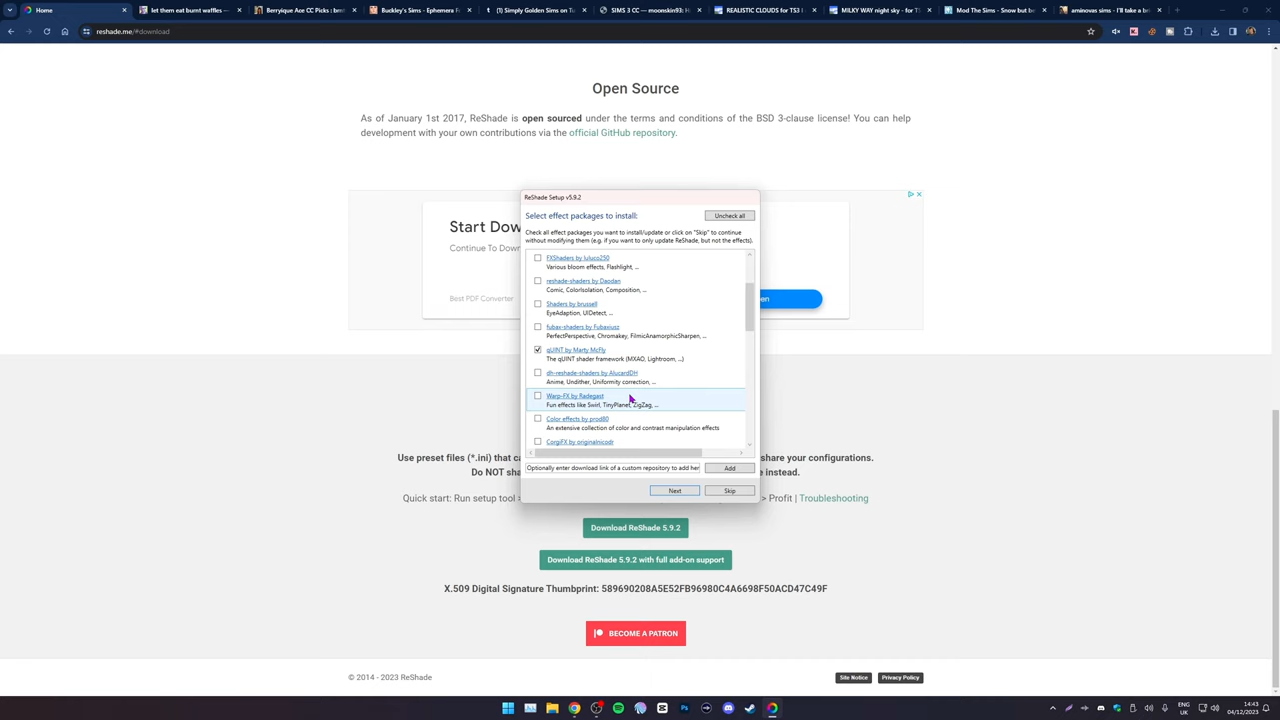 Home
let them eat burnt waffles —
Berryique Ace CC Picks : bme
Buckley's Sims - Ephemera F
(1) Simply Golden Sims on Tu
SIMS 3 CC — moonskin93: H
REALISTIC CLOUDS for TS3 i
MILKY WAY night sky - for TS
Mod The Sims - Snow but be
aminovas sims - I'll take a be
reshade.me/#download
Open Source
As of January 1st 2017, ReShade is open sourced under the terms and conditions of the BSD 3-clause license! You can help
development with your own contributions via the official GitHub repository.
Start Dow
Continue To Down
Best PDF Converter
en
ReShade Setup v5.9.2
Select effect packages to install:
Uncheck all
Check all effect packages you want to install/update or click on "Skip" to continue
without modifying them (e.g. if you want to only update ReShade, but not the effects).
FXShaders by luluco250
Various bloom effects, Flashlight, ...
reshade-shaders by Daodan
Comic, ColorIsolation, Composition, ...
Shaders by brussell
EyeAdaption, UIDetect, ...
fubax-shaders by Fubaxiusz
PerfectPerspective, Chromakey, FilmicAnamorphicSharpen, ...
qUINT by Marty McFly
The qUINT shader framework (MXAO, Lightroom, ...)
dh-reshade-shaders by AlucardDH
Anime, Undither, Uniformity correction, ...
Warp-FX by Radegast
Fun effects like Swirl, TinyPlanet, ZigZag, ...
Color effects by prod80
An extensive collection of color and contrast manipulation effects
CorgiFX by originalnicodr
Optionally enter download link of a custom repository to add her
Add
Next
Skip
Use preset files (*.ini) that c
share your configurations.
Do NOT sha
e instead.
Quick start: Run setup tool >
> Profit | Troubleshooting
Download ReShade 5.9.2
Download ReShade 5.9.2 with full add-on support
X.509 Digital Signature Thumbprint: 589690208A5E52FB96980C4A6698F50ACD47C49F
BECOME A PATRON
© 2014 - 2023 ReShade
Site Notice
Privacy Policy
ENG
UK
14:43
04/12/2023